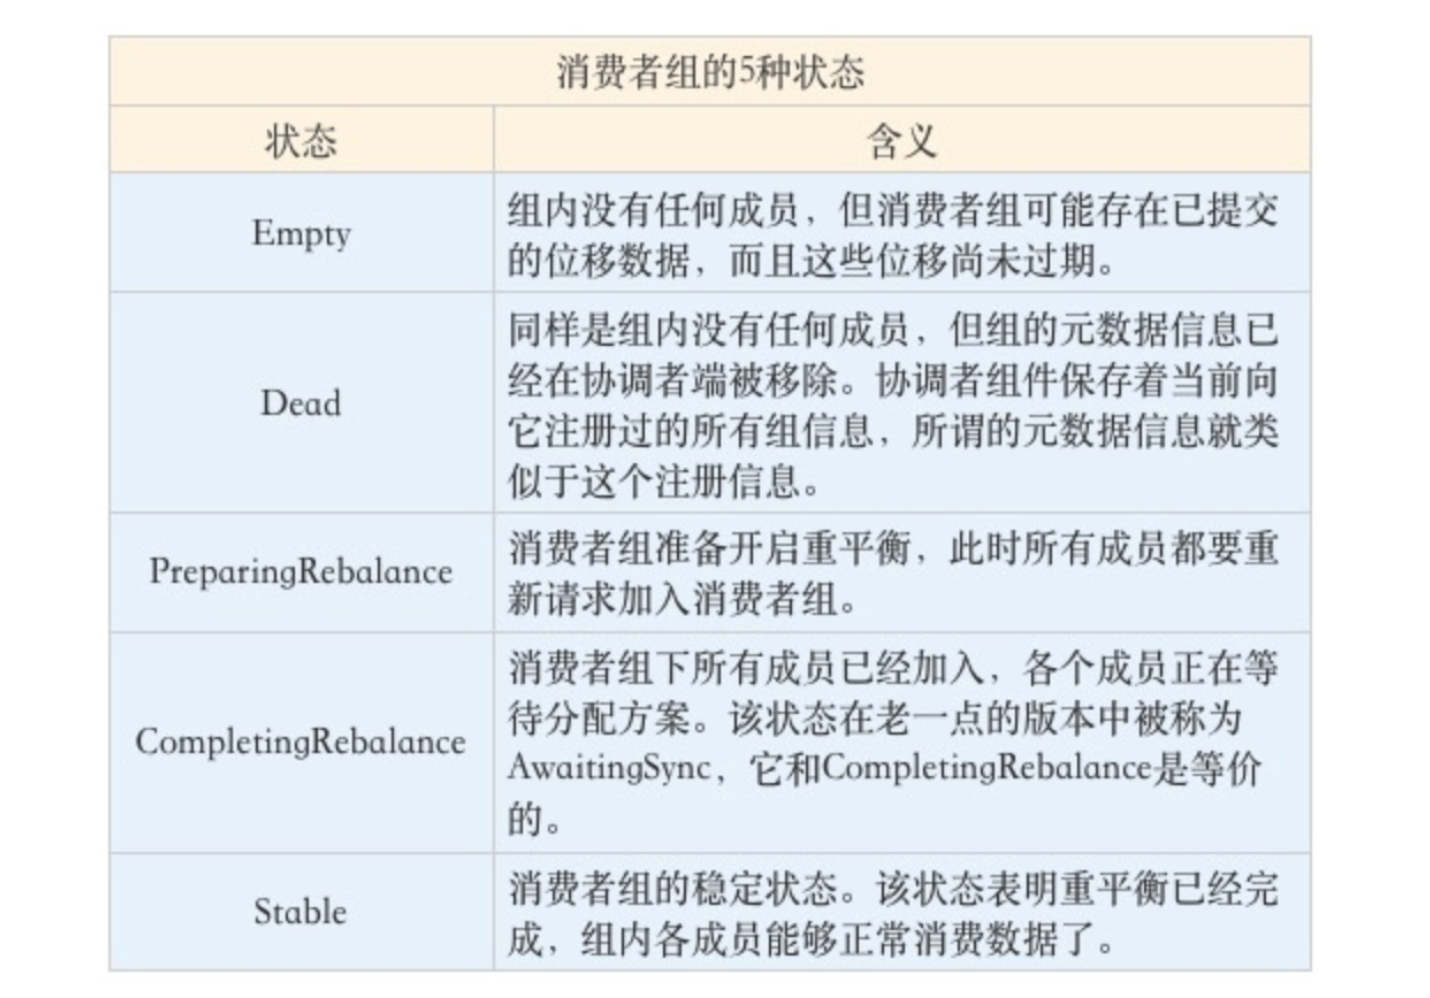 消费者组的5种状态
状态
含义
Empty
组内没有任何成员，但消费者组可能存在已提交
的位移数据，而且这些位移尚未过期。
Dead
同样是组内没有任何成员，但组的元数据信息已
经在协调者端被移除。协调者组件保存着当前向
它注册过的所有组信息，所谓的元数据信息就类
似于这个注册信息。
PreparingRebalance
消费者组准备开启重平衡，此时所有成员都要重
新请求加入消费者组。
CompletingRebalance
消费者组下所有成员已经加入，各个成员正在等
待分配方案。该状态在老一点的版本中被称为
AwaitingSync，它和CompletingRebalance是等价
的。
Stable
消费者组的稳定状态。该状态表明重平衡已经完
成，组内各成员能够正常消费数据了。